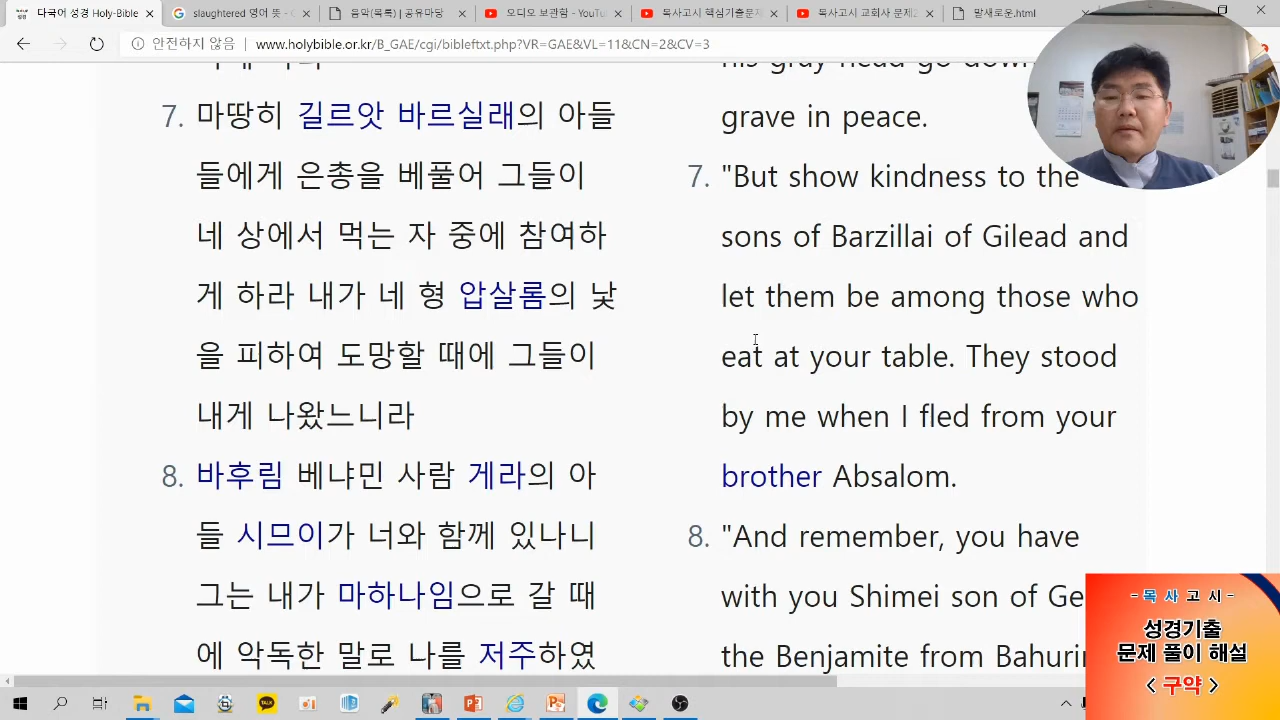 다국어 성경 Holy-Bible
slaughtered 영어 뜻 - G
음악(목록) | 공유마당
오디오 보관함 - YouTu
목사고시 핵심기출문
목사고시 교회사 문제2
말새로운.html
안전하지 않음
www.holybible.or.kr/B_GAE/cgi/bibleftxt.php?VR=GAE&VL=11&CN=2&CV=3
7. 마땅히 길르앗 바르실래의 아들
들에게 은총을 베풀어 그들이
네 상에서 먹는 자 중에 참여하
게 하라 내가 네 형 압살롬의 낯
을 피하여 도망할 때에 그들이
내게 나왔느니라
8. 바후림 베냐민 사람 게라의 아
들 시므이가 너와 함께 있나니
그는 내가 마하나임으로 갈 때
에 악독한 말로 나를 저주하였
his gray head go down
grave in peace.
7. "But show kindness to the
sons of Barzillai of Gilead and
let them be among those who
eat at your table. They stood
by me when I fled from your
brother Absalom.
8. "And remember, you have
with you Shimei son of Ge
the Benjamite from Bahurin
- 목 사 고 시 -
성경기출
문제 풀이 해설
< 구약 >